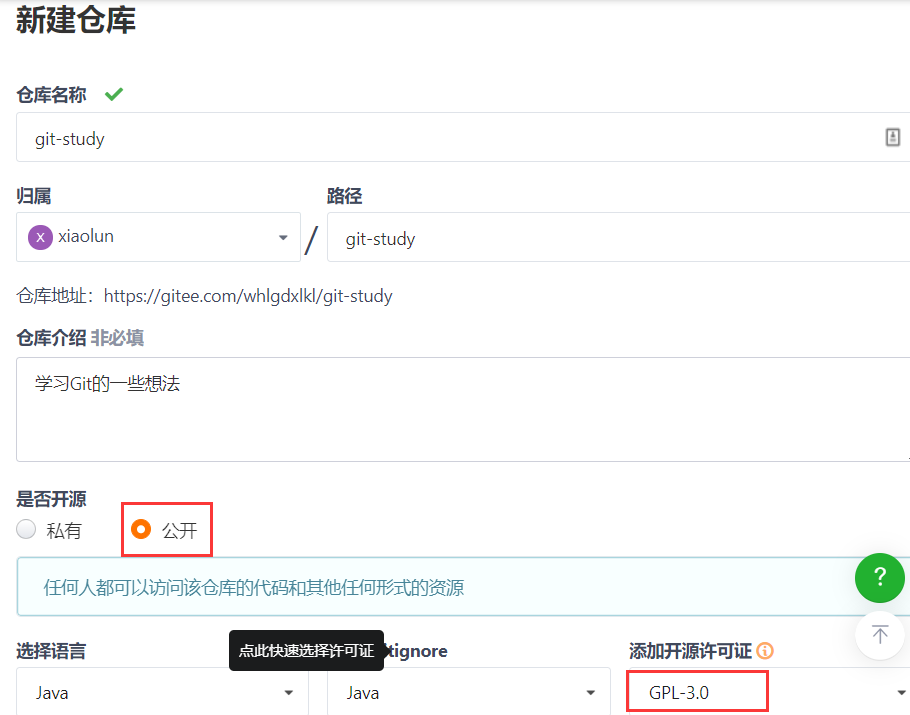 新建仓库
仓库名称
git-study
归属 路径
X xiaolun / git-study
仓库地址：https://gitee.com/whlgdxlkl/git-study
仓库介绍 非必填
学习Git的一些想法
是否开源
私有 公开
任何人都可以访问该仓库的代码和其他任何形式的资源
?
选择语言 点此快速选择许可证 tignore 添加开源许可证
Java Java GPL-3.0